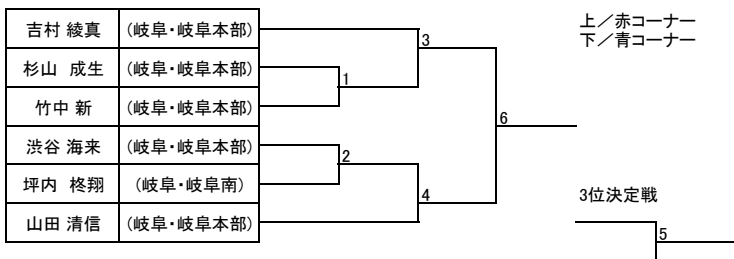 吉村 綾真 (岐阜・岐阜本部)
杉山 成生 (岐阜・岐阜本部)
竹中 新 (岐阜・岐阜本部)
渋谷 海来 (岐阜・岐阜本部)
坪内 柊翔 (岐阜・岐阜南)
山田 清信 (岐阜・岐阜本部)
1
2
3
4
6
上／赤コーナー
下／青コーナー
3位決定戦
5